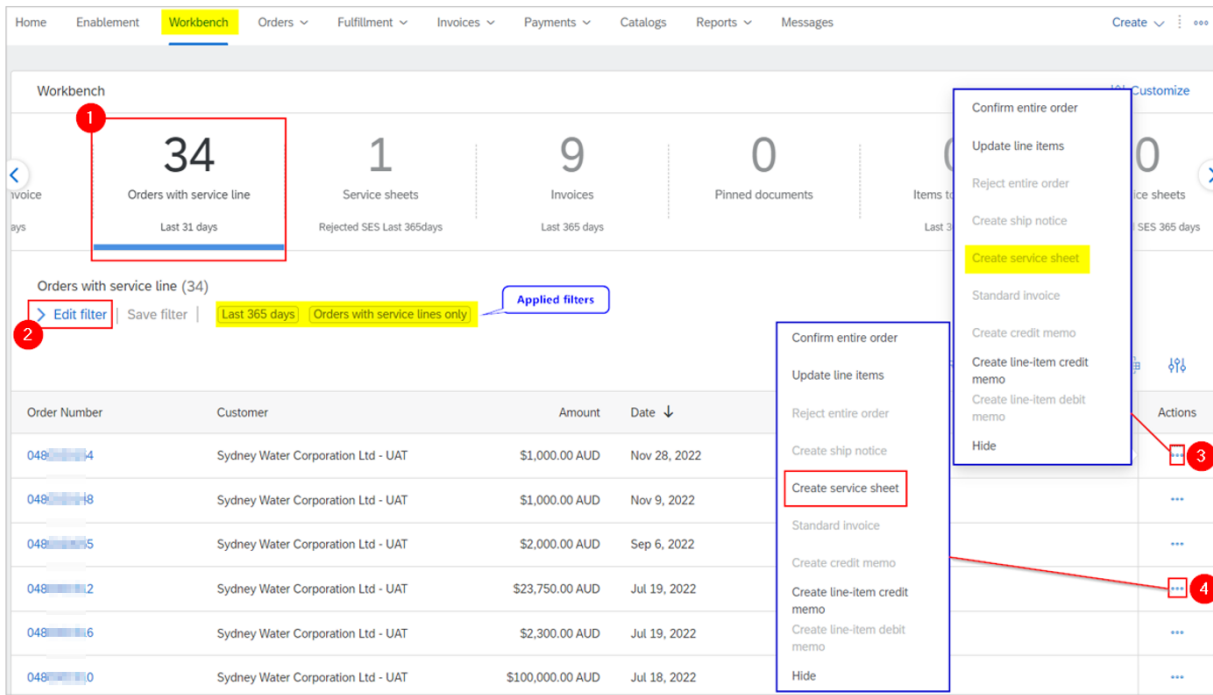 Home Enablement Workbench Orders Fulfillment Invoices Payments Catalogs Reports Messages Create
Workbench
Customize
1
34
Orders with service line
Last 31 days
1
Service sheets
Rejected SES Last 365days
9
Invoices
Last 365 days
0
Pinned documents
Items to
Last 3
0
SES 365 days
Orders with service line (34)
Edit filter Save filter Last 365 days Orders with service lines only
2
Applied filters
Confirm entire order
Update line items
Reject entire order
Create ship notice
Create service sheet
Standard invoice
Create credit memo
Create line-item credit
memo
Create line-item debit
memo
Hide
Confirm entire order
Update line items
Reject entire order
Create ship notice
Create service sheet
Standard invoice
Create credit memo
Create line-item credit
memo
Create line-item debit
memo
Hide
Order Number Customer Amount Date Actions
Sydney Water Corporation Ltd - UAT $1,000.00 AUD Nov 28, 2022
3
Sydney Water Corporation Ltd - UAT $1,000.00 AUD Nov 9, 2022
Sydney Water Corporation Ltd - UAT $2,000.00 AUD Sep 6, 2022
Sydney Water Corporation Ltd - UAT $23,750.00 AUD Jul 19, 2022
4
Sydney Water Corporation Ltd - UAT $2,300.00 AUD Jul 19, 2022
Sydney Water Corporation Ltd - UAT $100,000.00 AUD Jul 18, 2022